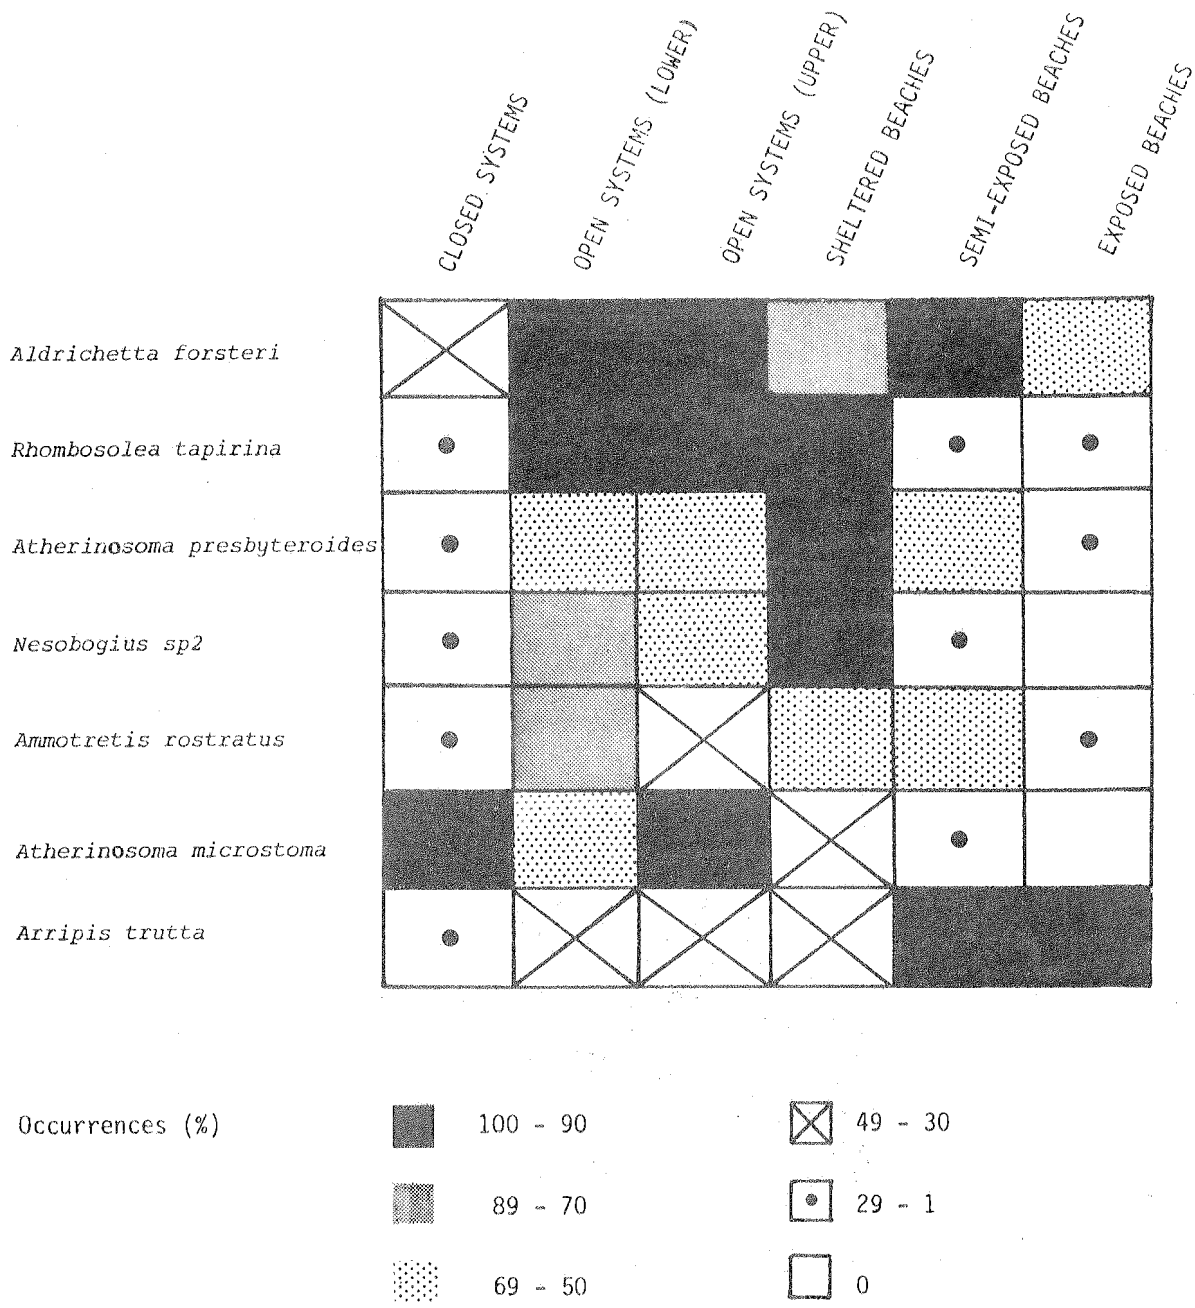 CLOSED SYSTEMS
OPEN SYSTEMS (LOWER)
OPEN SYSTEMS (UPPER)
SHELTERED BEACHES
SEMI-EXPOSED BEACHES
EXPOSED BEACHES
Aldrichetta forsteri
Rhombosolea tapirina
Atherinosoma presbyteroides
Nesobogius sp2
Ammotretis rostratus
Atherinosoma microstoma
Arripis trutta
Occurrences (%)
100 - 90
49 - 30
89 - 70
29 - 1
69 - 50
0